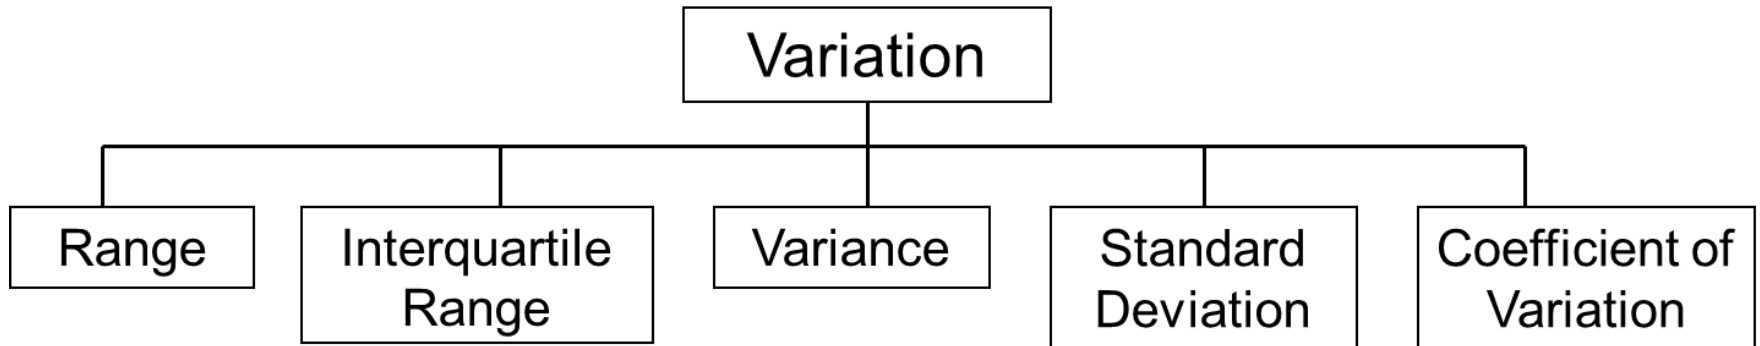 Variation
Range
Interquartile
Range
Variance
Standard
Deviation
Coefficient of
Variation